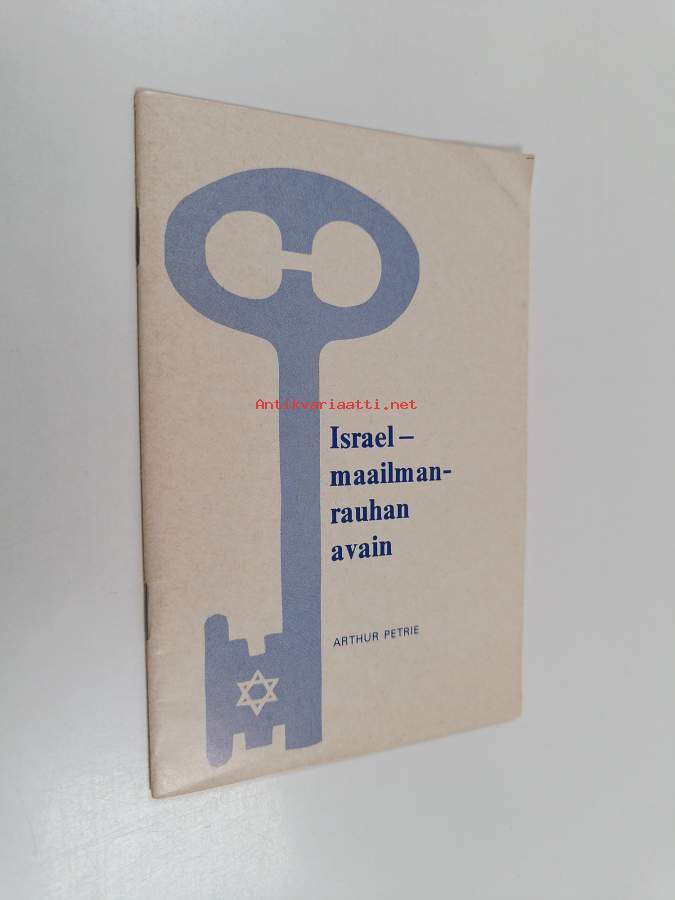 Antikvariaatti.net
Israel –
maailman-
rauhan
avain
ARTHUR PETRIE